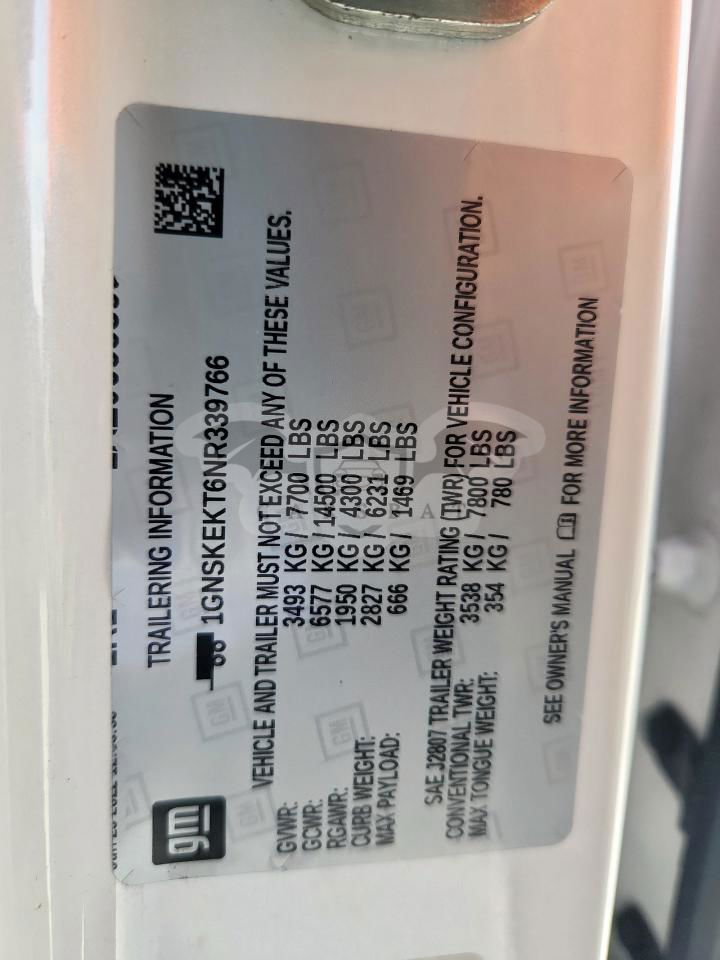 gm
TRAILERING INFORMATION
1GNSKEKT6NR339766
VEHICLE AND TRAILER MUST NOT EXCEED ANY OF THESE VALUES.
GVWR: 3493 KG / 7700 LBS
GCWR: 6577 KG / 14500 LBS
RGAWR: 1950 KG / 4300 LBS
CURB WEIGHT: 2827 KG / 6231 LBS
MAX PAYLOAD: 666 KG / 1469 LBS
SAE J2807 TRAILER WEIGHT RATING (TWR) FOR VEHICLE CONFIGURATION.
CONVENTIONAL TWR: 3538 KG / 7800 LBS
MAX TONGUE WEIGHT: 354 KG / 780 LBS
SEE OWNER'S MANUAL FOR MORE INFORMATION